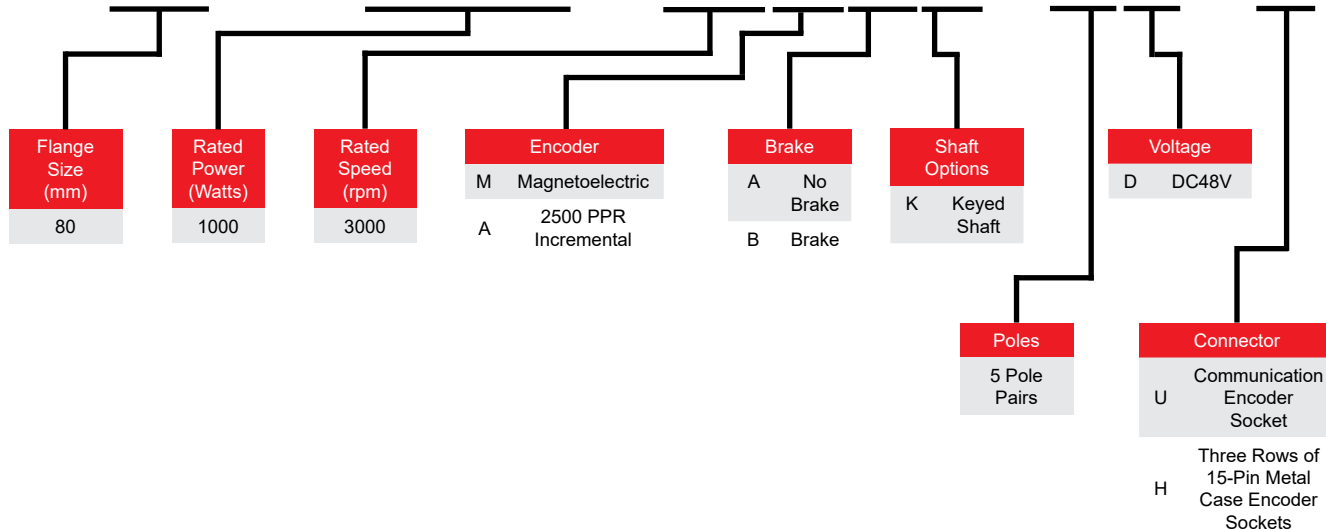 Flange
Size
(mm)
80
Rated
Power
(Watts)
1000
Rated
Speed
(rpm)
3000
Encoder
M Magnetoelectric
A 2500 PPR
Incremental
Brake
A No
Brake
B Brake
Shaft
Options
K Keyed
Shaft
Voltage
D DC48V
Poles
5 Pole
Pairs
Connector
U Communication
Encoder
Socket
H Three Rows of
15-Pin Metal
Case Encoder
Sockets